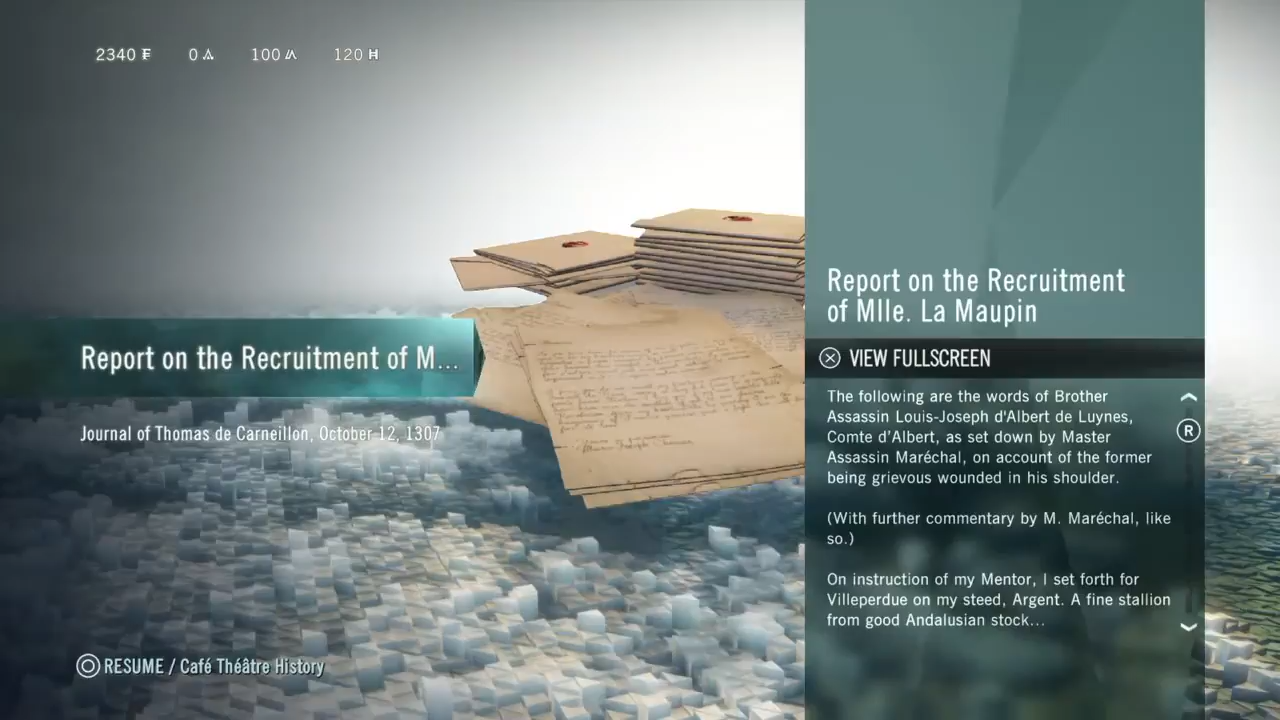 2340 0 100 120
Report on the Recruitment
of Mlle. La Maupin
VIEW FULLSCREEN
Report on the Recruitment of M...
Journal of Thomas de Carneillon, October 12, 1307
The following are the words of Brother
Assassin Louis-Joseph d'Albert de Luynes,
Comte d'Albert, as set down by Master
Assassin Maréchal, on account of the former
being grievous wounded in his shoulder.
(With further commentary by M. Maréchal, like
so.)
On instruction of my Mentor, I set forth for
Villeperdue on my steed, Argent. A fine stallion
from good Andalusian stock...
R
RESUME / Café Théâtre History